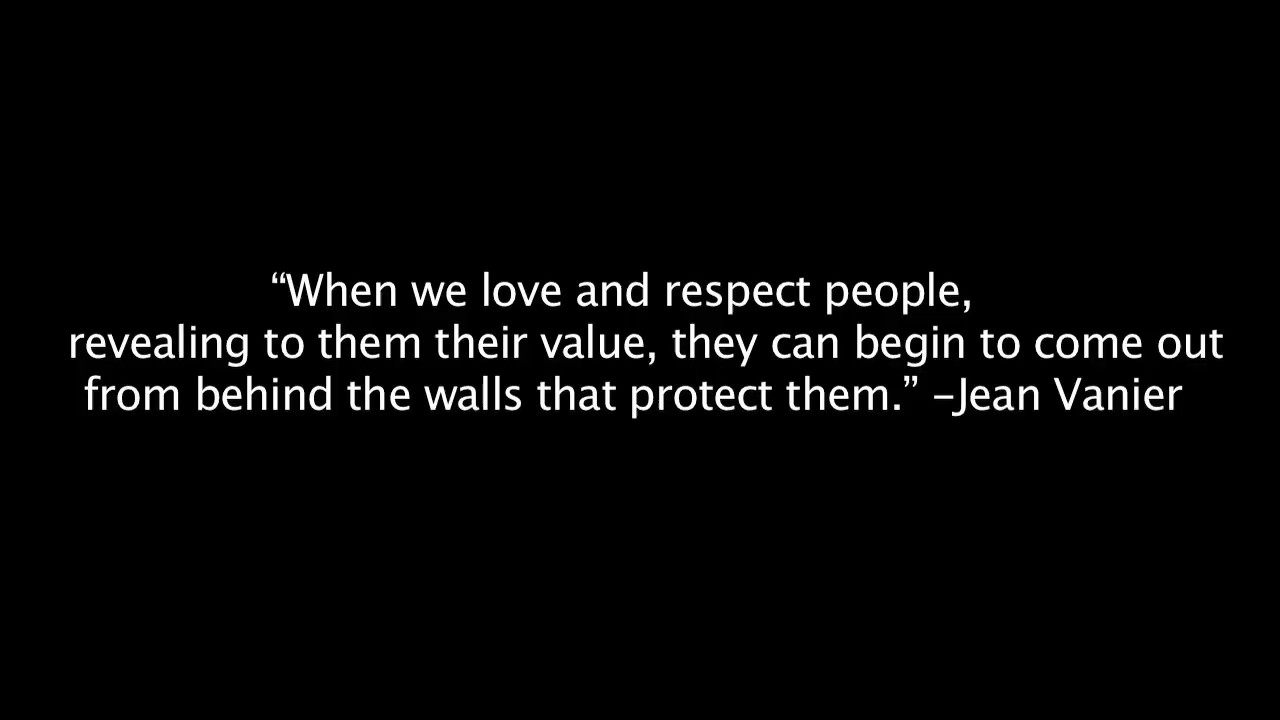 “When we love and respect people,
revealing to them their value, they can begin to come out
from behind the walls that protect them.” –Jean Vanier